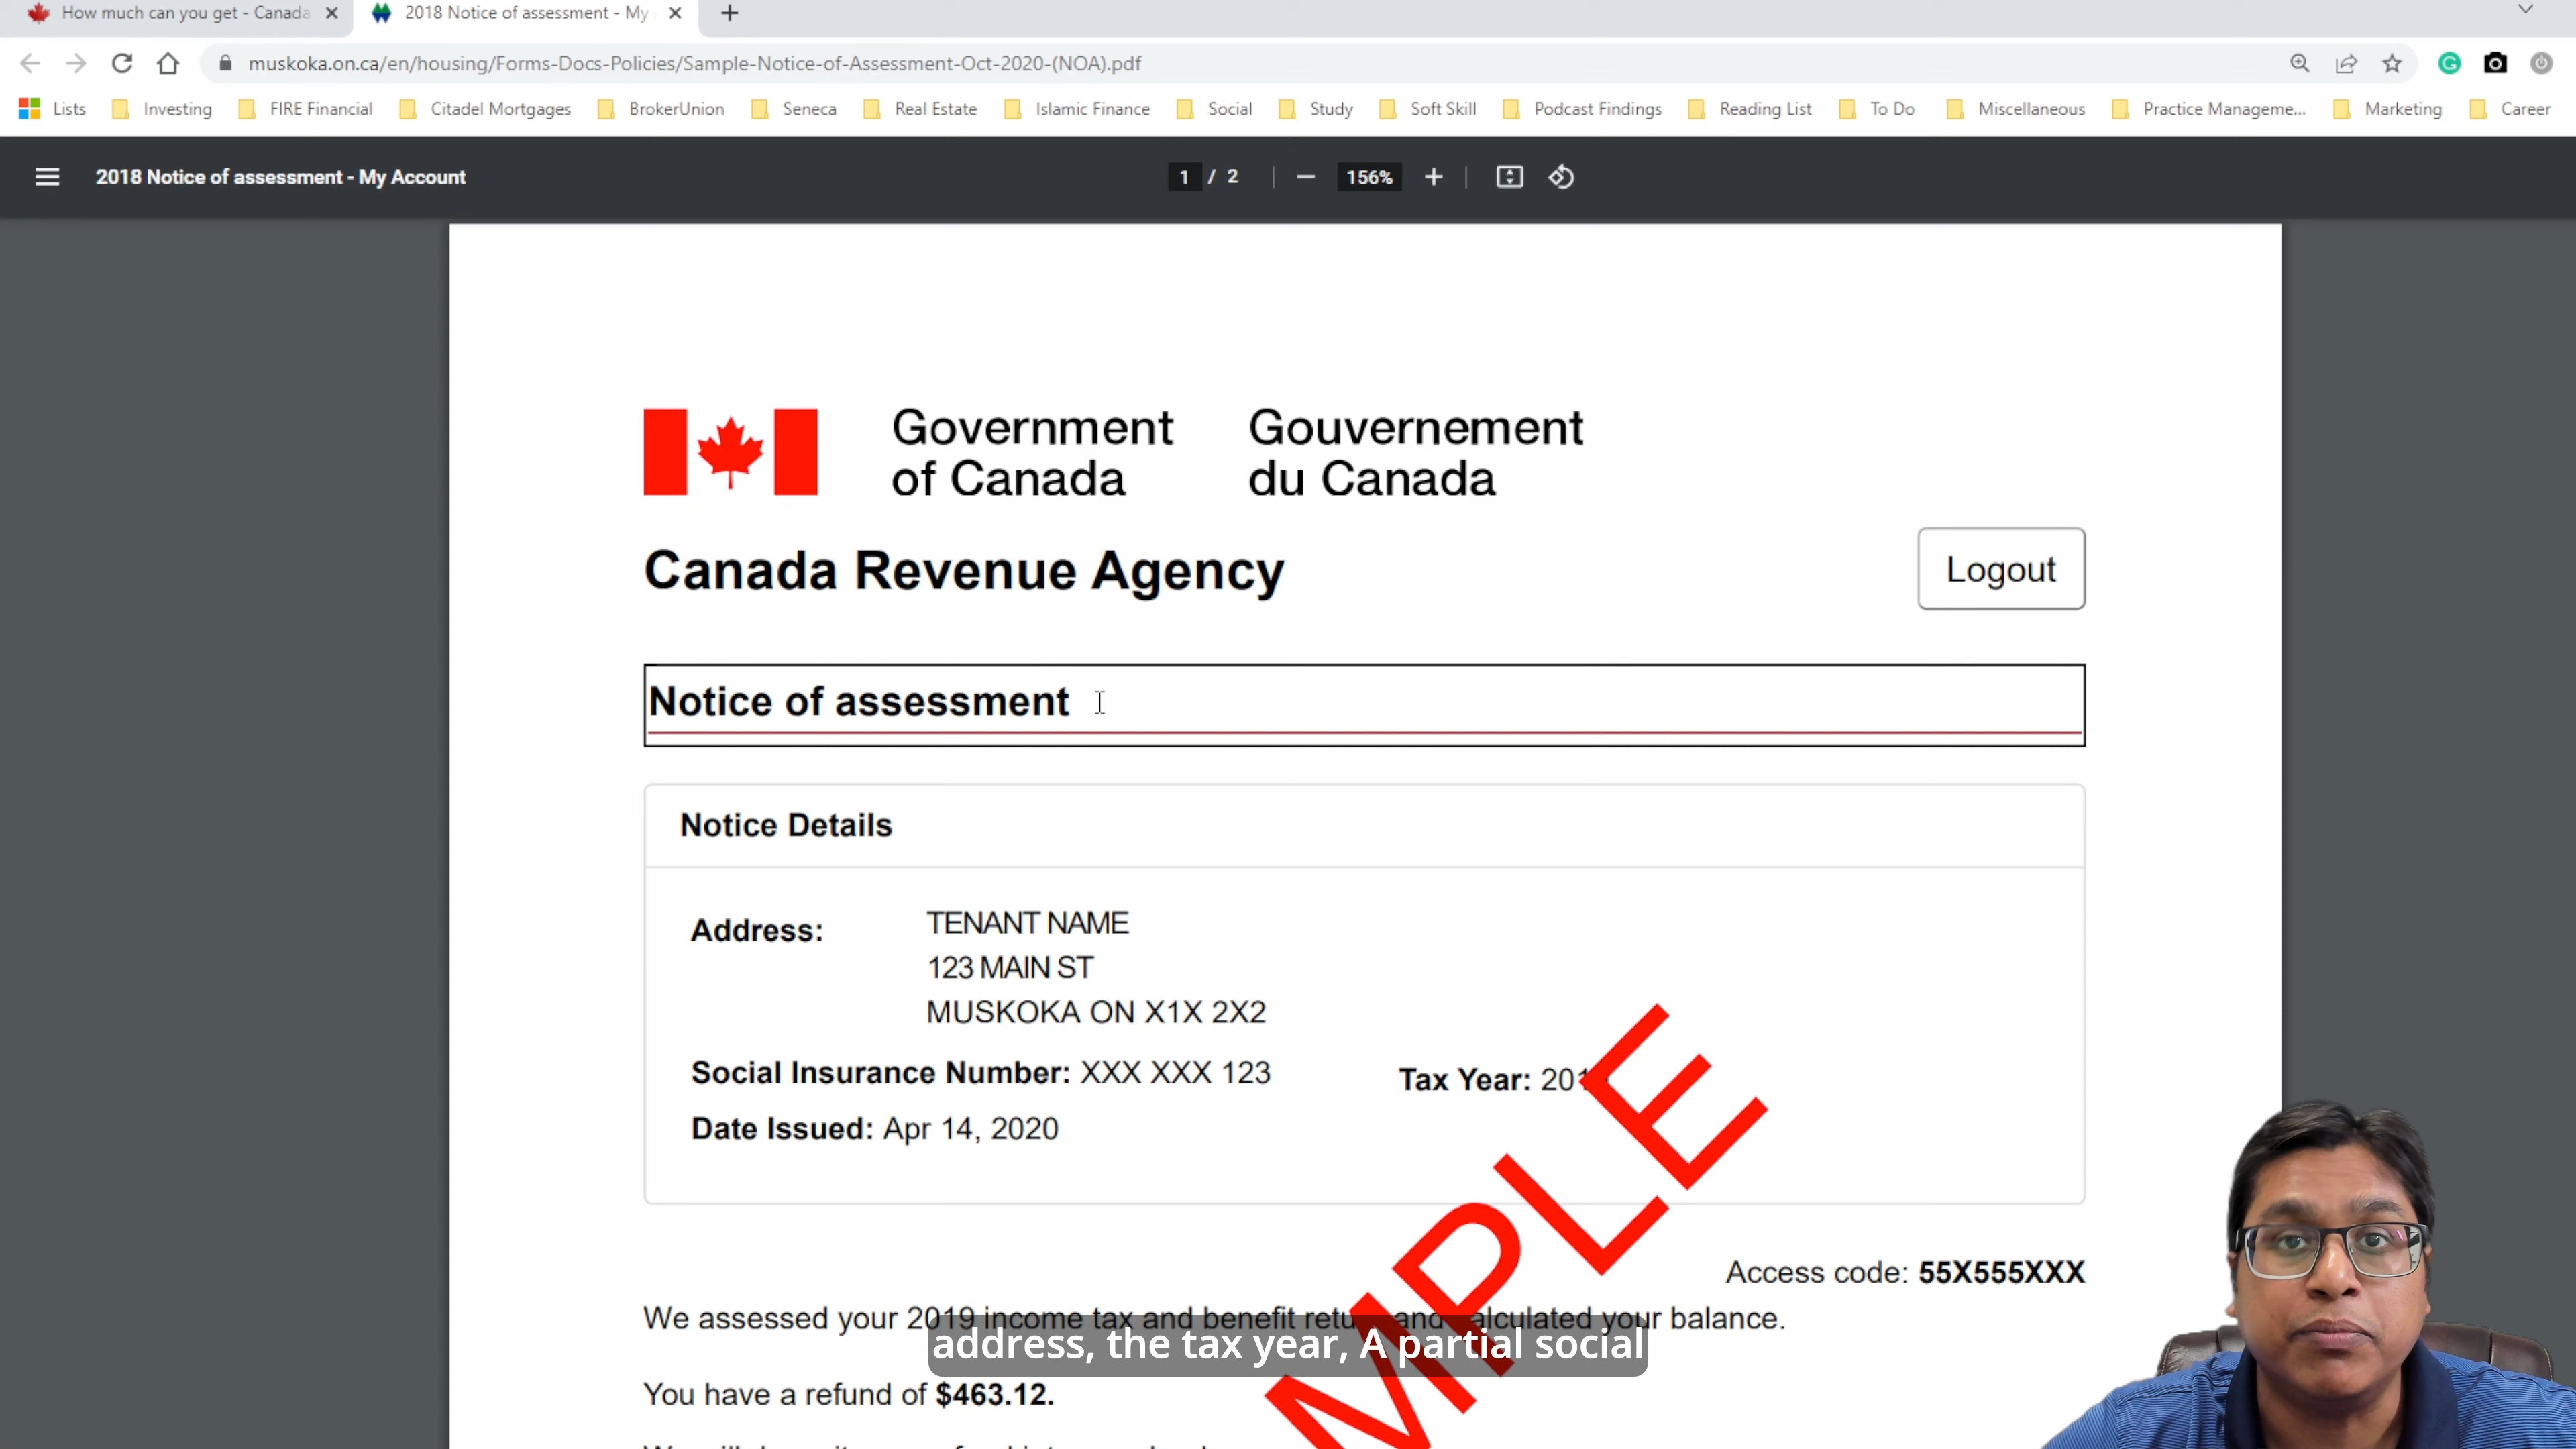 How much can you get - Canada
2018 Notice of assessment - My
muskoka.on.ca/en/housing/Forms-Docs-Policies/Sample-Notice-of-Assessment-Oct-2020-(NOA).pdf
Lists Investing FIRE Financial Citadel Mortgages BrokerUnion Seneca Real Estate Islamic Finance Social Study Soft Skill Podcast Findings Reading List To Do Miscellaneous Practice Manageme... Marketing Career
2018 Notice of assessment - My Account 1 / 2 156%
Government Gouvernement
of Canada du Canada
Canada Revenue Agency
Logout
Notice of assessment
Notice Details
Address: TENANT NAME
123 MAIN ST
MUSKOKA ON X1X 2X2
Social Insurance Number: XXX XXX 123 Tax Year:
Date Issued: Apr 14, 2020
MPLE
Access code: 55X555XXX
We assessed your 2019 income tax and benefit return and calculated your balance.
address, the tax year, A partial social
You have a refund of $463.12.